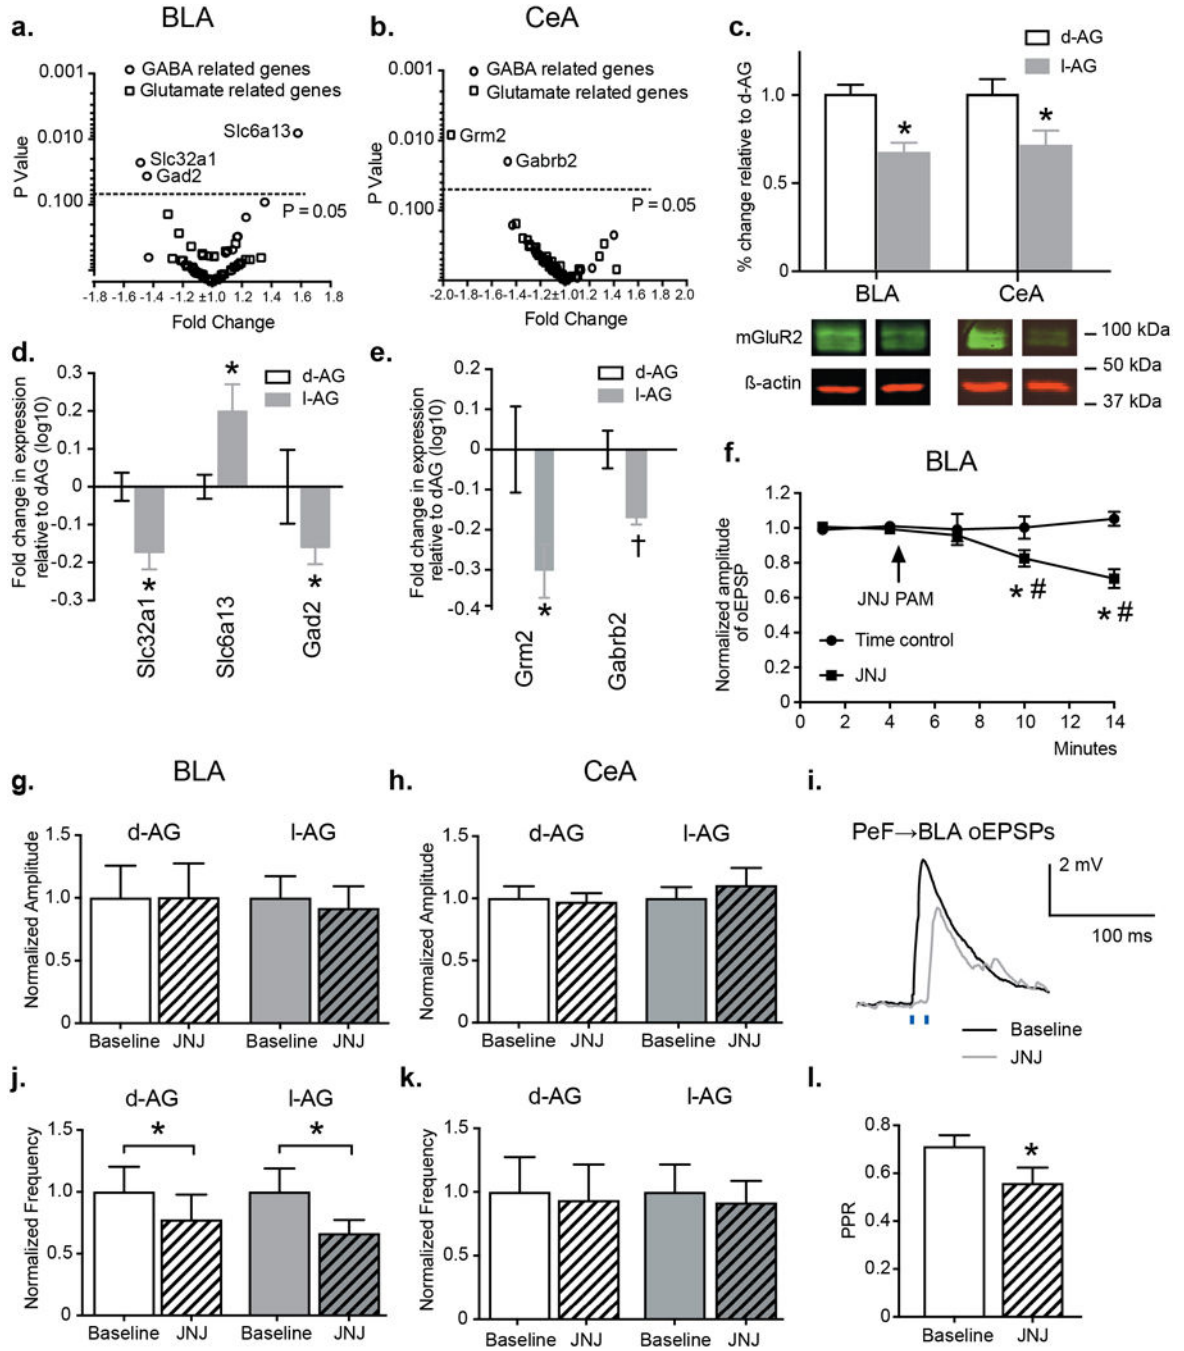 a.
BLA
GABA related genes
Glutamate related genes
0.001
0.010
0.100
P Value
Slc6a13
Slc32a1
Gad2
P = 0.05
-1.8 -1.6 -1.4 -1.2 ±1.0 1.2 1.4 1.6 1.8
Fold Change
b.
CeA
GABA related genes
Glutamate related genes
0.001
0.010
0.100
P Value
Grm2
Gabrb2
P = 0.05
-2.0 -1.8 -1.6 -1.4 -1.2 ±1.0 1.2 1.4 1.6 1.8 2.0
Fold Change
c.
d-AG
l-AG
% change relative to d-AG
1.0
0.5
0
*
*
BLA
CeA
mGluR2
ß-actin
100 kDa
50 kDa
37 kDa
d.
Fold change in expression
relative to dAG (log10)
0.3
0.2
0.1
0
-0.1
-0.2
-0.3
d-AG
l-AG
*
*
*
Slc32a1
Slc6a13
Gad2
e.
Fold change in expression
relative to dAG (log10)
0.2
0.1
0
-0.1
-0.2
-0.3
-0.4
d-AG
l-AG
*
†
Grm2
Gabrb2
f.
BLA
Normalized amplitude
of oEPSP
1.2
1.0
0.8
0.6
0.4
0.2
0
JNJ PAM
* #
* #
Time control
JNJ
0 2 4 6 8 10 12 14
Minutes
g.
BLA
d-AG
l-AG
Normalized Amplitude
1.5
1.0
0.5
0
Baseline JNJ Baseline JNJ
h.
CeA
d-AG
l-AG
Normalized Amplitude
1.5
1.0
0.5
0
Baseline JNJ Baseline JNJ
i.
PeF→BLA oEPSPs
2 mV
100 ms
Baseline
JNJ
j.
d-AG
l-AG
Normalized Frequency
1.5
1.0
0.5
0
*
*
Baseline JNJ Baseline JNJ
k.
d-AG
l-AG
Normalized Frequency
1.5
1.0
0.5
0
Baseline JNJ Baseline JNJ
l.
PPR
0.8
0.6
0.4
0.2
0
*
Baseline JNJ